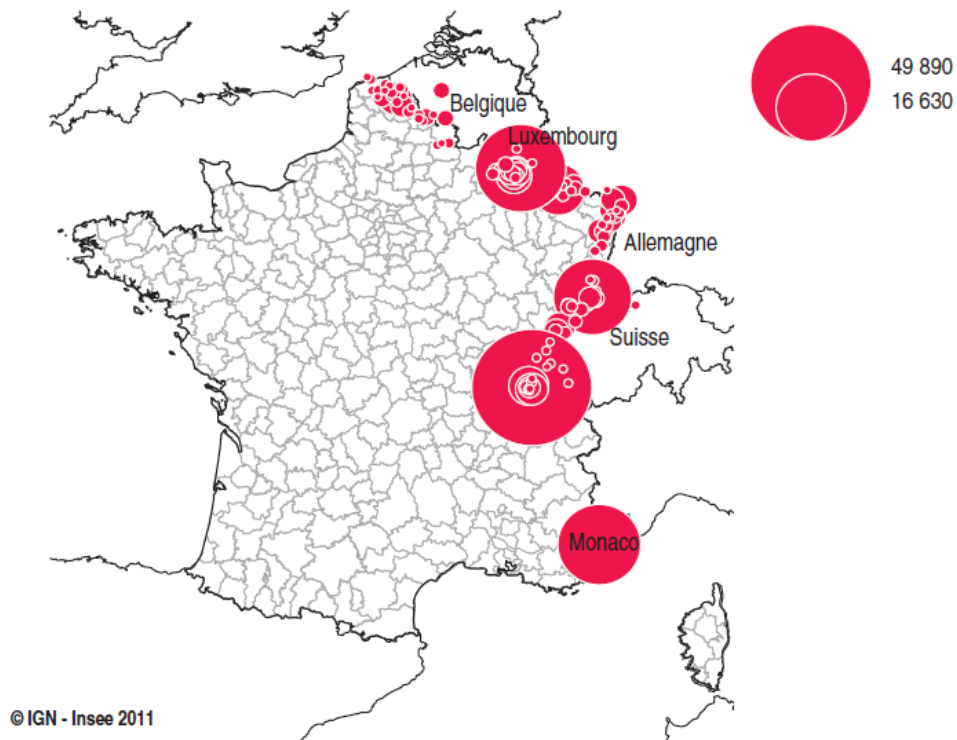 49 890
16 630
Belgique
Luxembourg
Allemagne
Suisse
Monaco
© IGN - Insee 2011